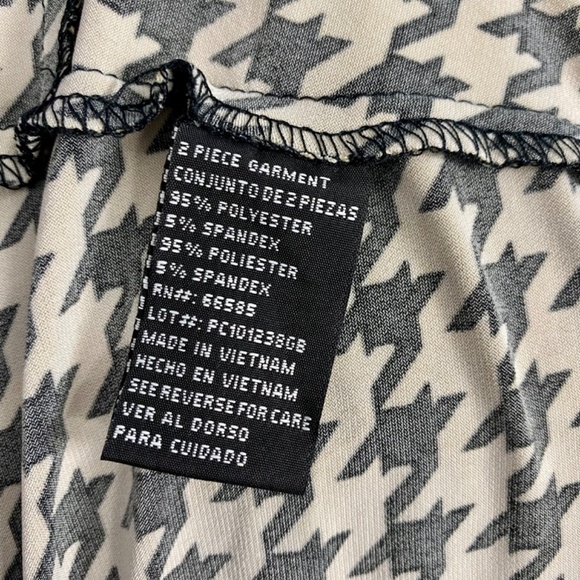 2 PIECE GARMENT
CONJUNTO DE 2 PIEZAS
95% POLYESTER
5% SPANDEX
95% POLIESTER
5% SPANDEX
RN#: 66585
LOT#: PC101238GB
MADE IN VIETNAM
HECHO EN VIETNAM
SEE REVERSE FOR CARE
VER AL DORSO
PARA CUIDADO